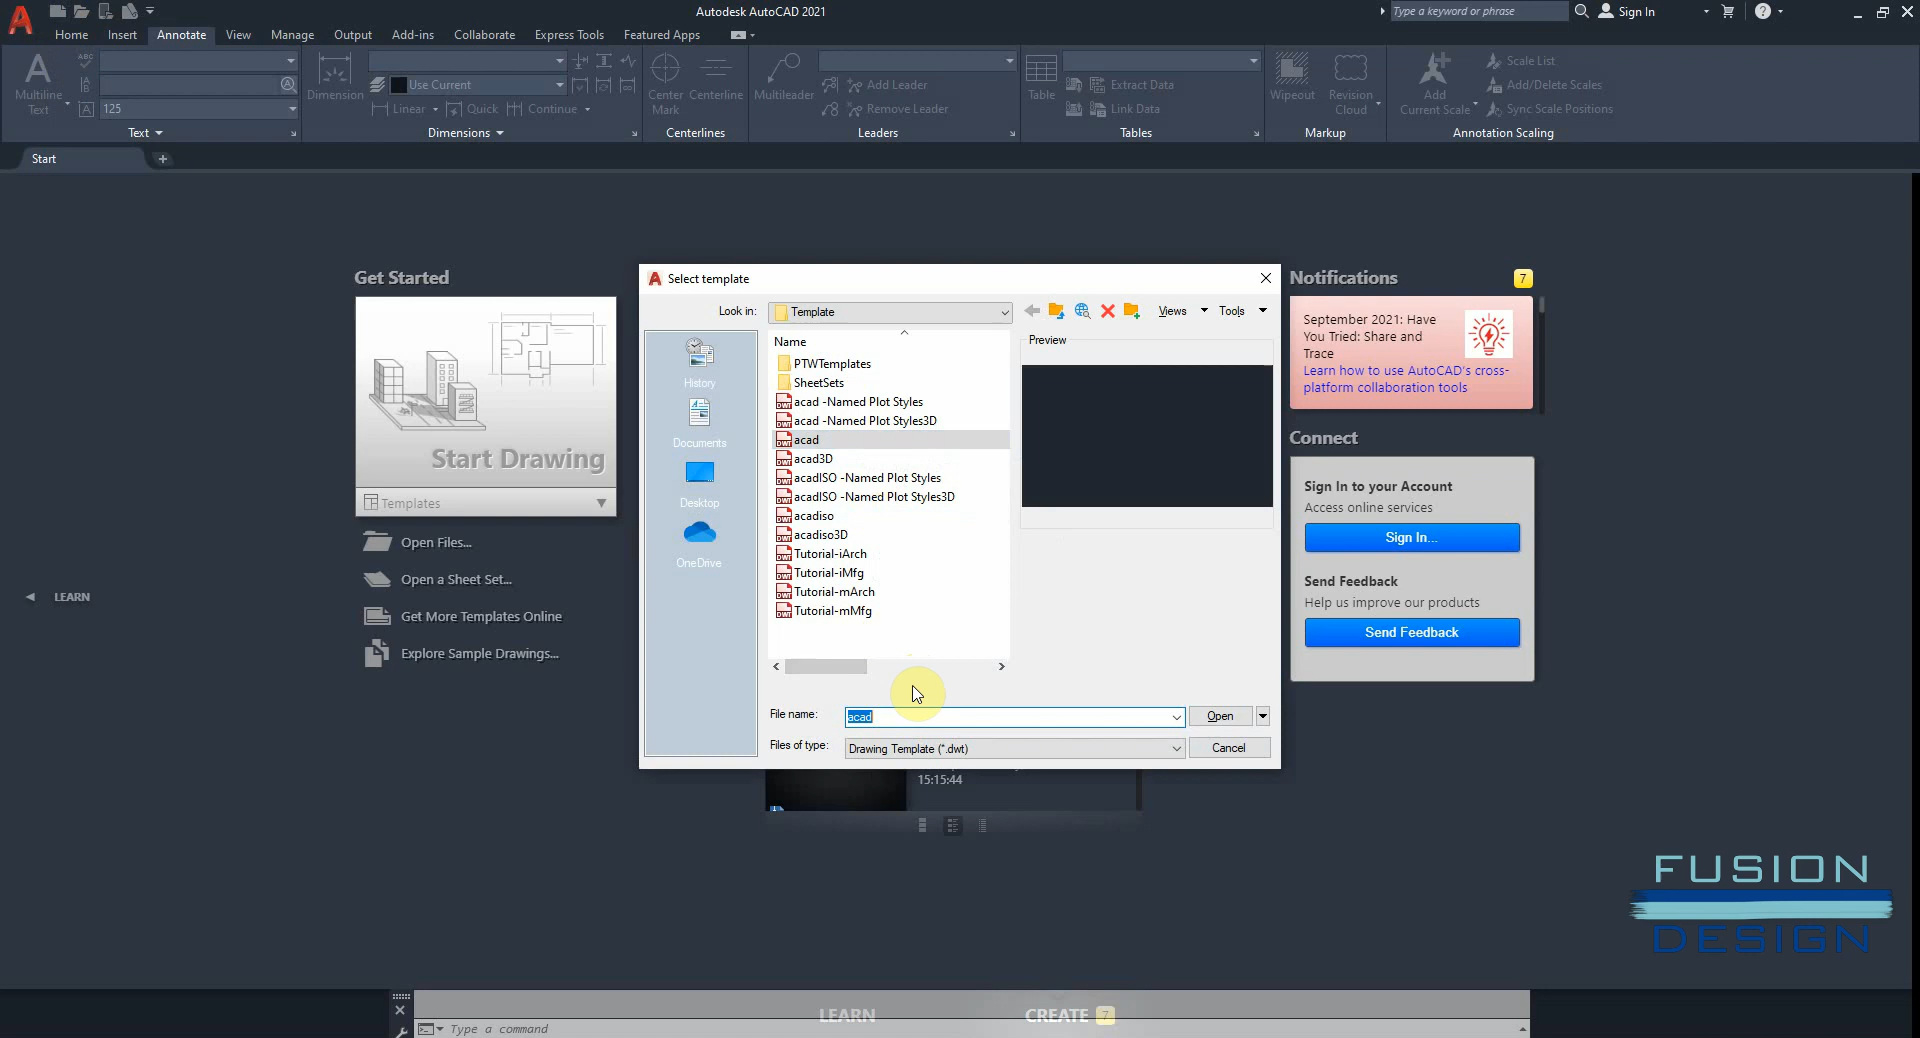 Autodesk AutoCAD 2021
Type a keyword or phrase
Sign In
Home Insert Annotate View Manage Output Add-ins Collaborate Express Tools Featured Apps
Multiline Text
ABC
125
Text
Dimension
Use Current
Linear Quick Continue
Dimensions
Center Mark
Centerline
Centerlines
Multileader
Add Leader
Remove Leader
Leaders
Table
Extract Data
Link Data
Tables
Wipeout
Revision Cloud
Markup
Add Current Scale
Scale List
Add/Delete Scales
Sync Scale Positions
Annotation Scaling
Start
Get Started
Start Drawing
Templates
Open Files...
Open a Sheet Set...
Get More Templates Online
Explore Sample Drawings...
LEARN
Select template
Look in:
Template
Views
Tools
History
Documents
Desktop
OneDrive
Name
PTWTemplates
SheetSets
acad -Named Plot Styles
acad -Named Plot Styles3D
acad
acad3D
acadISO -Named Plot Styles
acadISO -Named Plot Styles3D
acadiso
acadiso3D
Tutorial-iArch
Tutorial-iMfg
Tutorial-mArch
Tutorial-mMfg
Preview
File name:
acad
Open
Files of type:
Drawing Template (*.dwt)
Cancel
15:15:44
Notifications
7
September 2021: Have
You Tried: Share and
Trace
Learn how to use AutoCAD's cross-
platform collaboration tools
Connect
Sign In to your Account
Access online services
Sign In...
Send Feedback
Help us improve our products
Send Feedback
FUSION
DESIGN
LEARN
CREATE 7
Type a command